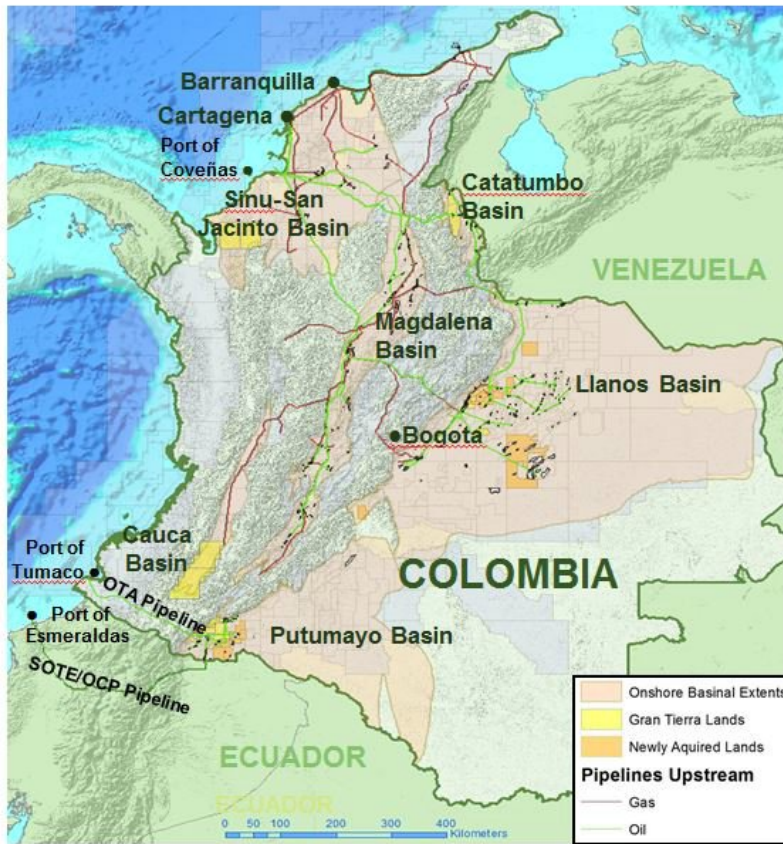 Barranquilla
Cartagena
Port of
Coveñas
Sinu-San
Jacinto Basin
Catatumbo
Basin
VENEZUELA
Magdalena
Basin
Llanos Basin
Bogota
Cauca
Basin
Port of
Tumaco
COLOMBIA
OTA Pipeline
Port of
Esmeraldas
Putumayo Basin
SOTE/OCP Pipeline
ECUADOR
ECUADOR
0 50 100 200 300 400
Kilometers
Onshore Basinal Extents
Gran Tierra Lands
Newly Aquired Lands
Pipelines Upstream
Gas
Oil